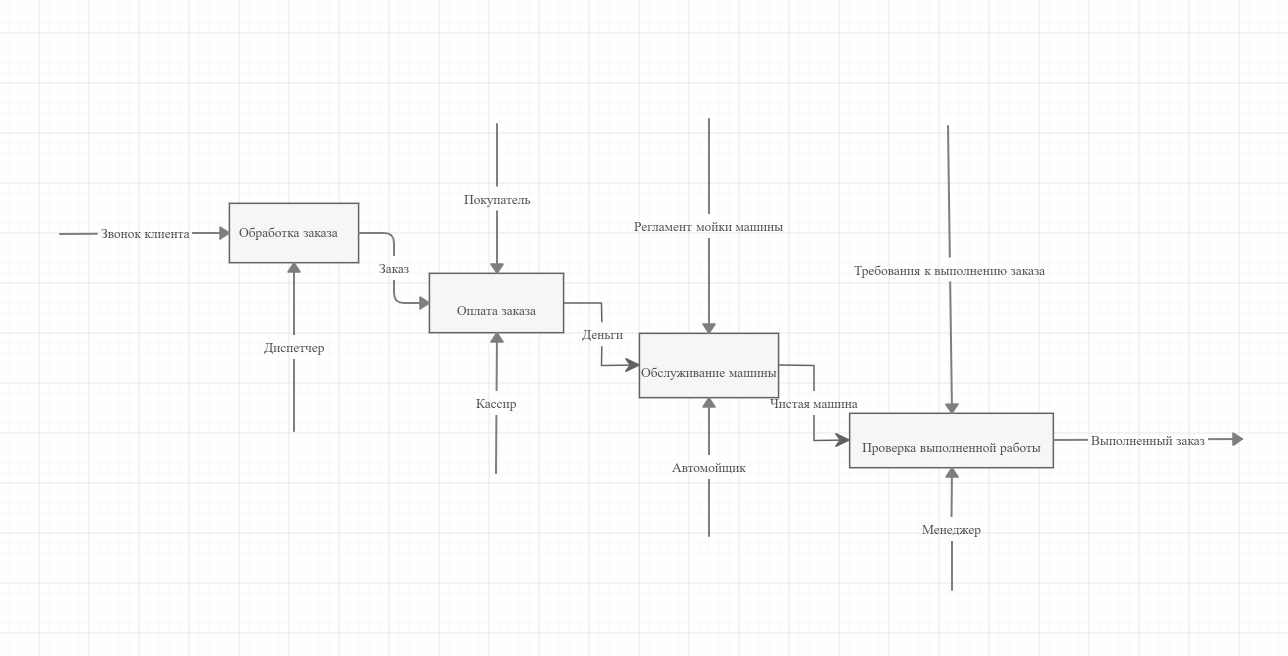 Покупатель
Регламент мойки машины
Звонок клиента
Обработка заказа
Заказ
Требования к выполнению заказа
Оплата заказа
Деньги
Диспетчер
Обслуживание машины
Кассир
Чистая машина
Выполненный заказ
Проверка выполненной работы
Автомойщик
Менеджер